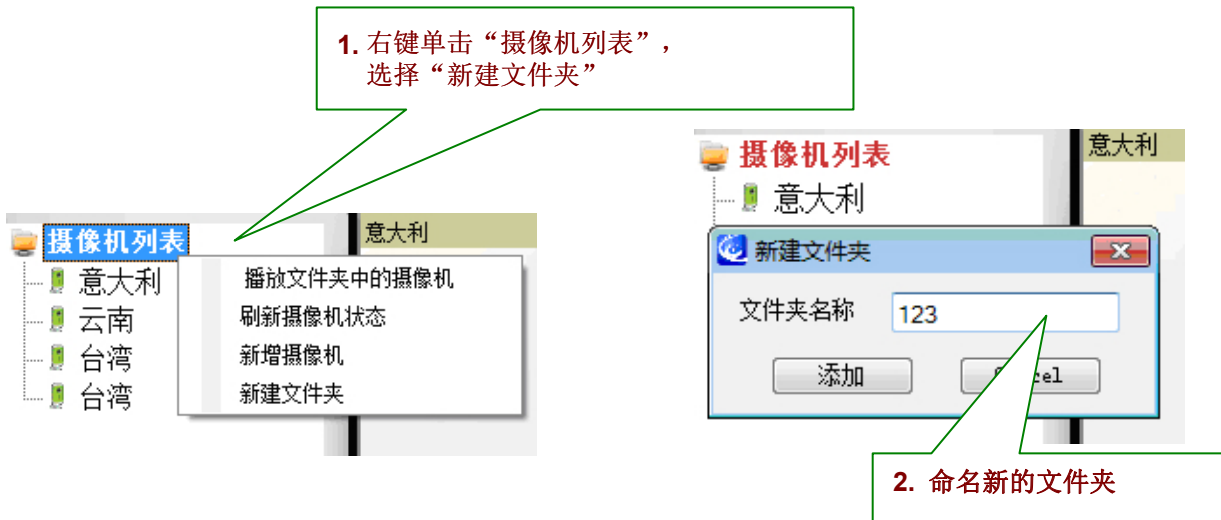 1. 右键单击“摄像机列表”，
选择“新建文件夹”
摄像机列表
意大利
云南
台湾
台湾
意大利
播放文件夹中的摄像机
刷新摄像机状态
新增摄像机
新建文件夹
摄像机列表
意大利
意大利
新建文件夹
文件夹名称
123
添加
2. 命名新的文件夹